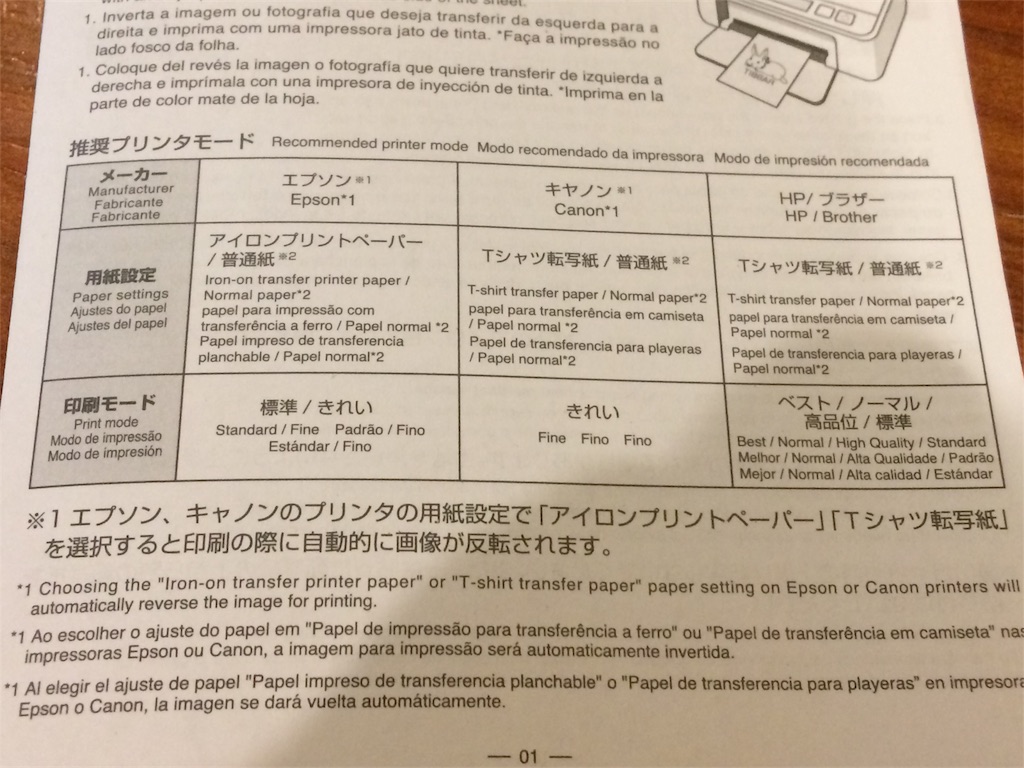 1. Inverta a imagem ou fotografia que deseja transferir da esquerda para a
direita e imprima com uma impressora jato de tinta. *Faça a impressão no
lado fosco da folha.
1. Coloque del revés la imagen o fotografía que quiere transferir de izquierda a
derecha e imprímala con una impresora de inyección de tinta. *Imprima en la
parte de color mate de la hoja.
推奨プリンタモード Recommended printer mode Modo recomendado da impressora Modo de impresión recomendada
メーカー
Manufacturer
Fabricante
Fabricante
エプソン※1
Epson*1
キヤノン※1
Canon*1
HP/ ブラザー
HP / Brother
用紙設定
Paper settings
Ajustes do papel
Ajustes del papel
アイロンプリントペーパー
/ 普通紙※2
Iron-on transfer printer paper /
Normal paper*2
papel para impressão com
transferência a ferro / Papel normal *2
Papel impreso de transferencia
planchable / Papel normal*2
Tシャツ転写紙 / 普通紙※2
T-shirt transfer paper / Normal paper*2
papel para transferência em camiseta
/ Papel normal *2
Papel de transferencia para playeras
/ Papel normal*2
Tシャツ転写紙 / 普通紙※2
T-shirt transfer paper / Normal paper*2
papel para transferência em camiseta /
Papel normal *2
Papel de transferencia para playeras /
Papel normal*2
印刷モード
Print mode
Modo de impressão
Modo de impresión
標準 / きれい
Standard / Fine Padrão / Fino
Estándar / Fino
きれい
Fine Fino Fino
ベスト / ノーマル /
高品位 / 標準
Best / Normal / High Quality / Standard
Melhor / Normal / Alta Qualidade / Padrão
Mejor / Normal / Alta calidad / Estándar
※1 エプソン、キャノンのプリンタの用紙設定で「アイロンプリントペーパー」「Tシャツ転写紙」
を選択すると印刷の際に自動的に画像が反転されます。
*1 Choosing the "Iron-on transfer printer paper" or "T-shirt transfer paper" paper setting on Epson or Canon printers will
automatically reverse the image for printing.
*1 Ao escolher o ajuste do papel em "Papel de impressão para transferência a ferro" ou "Papel de transferência em camiseta" nas
impressoras Epson ou Canon, a imagem para impressão será automaticamente invertida.
*1 Al elegir el ajuste de papel "Papel impreso de transferencia planchable" o "Papel de transferencia para playeras" en impresora
Epson o Canon, la imagen se dará vuelta automáticamente.
— 01 —